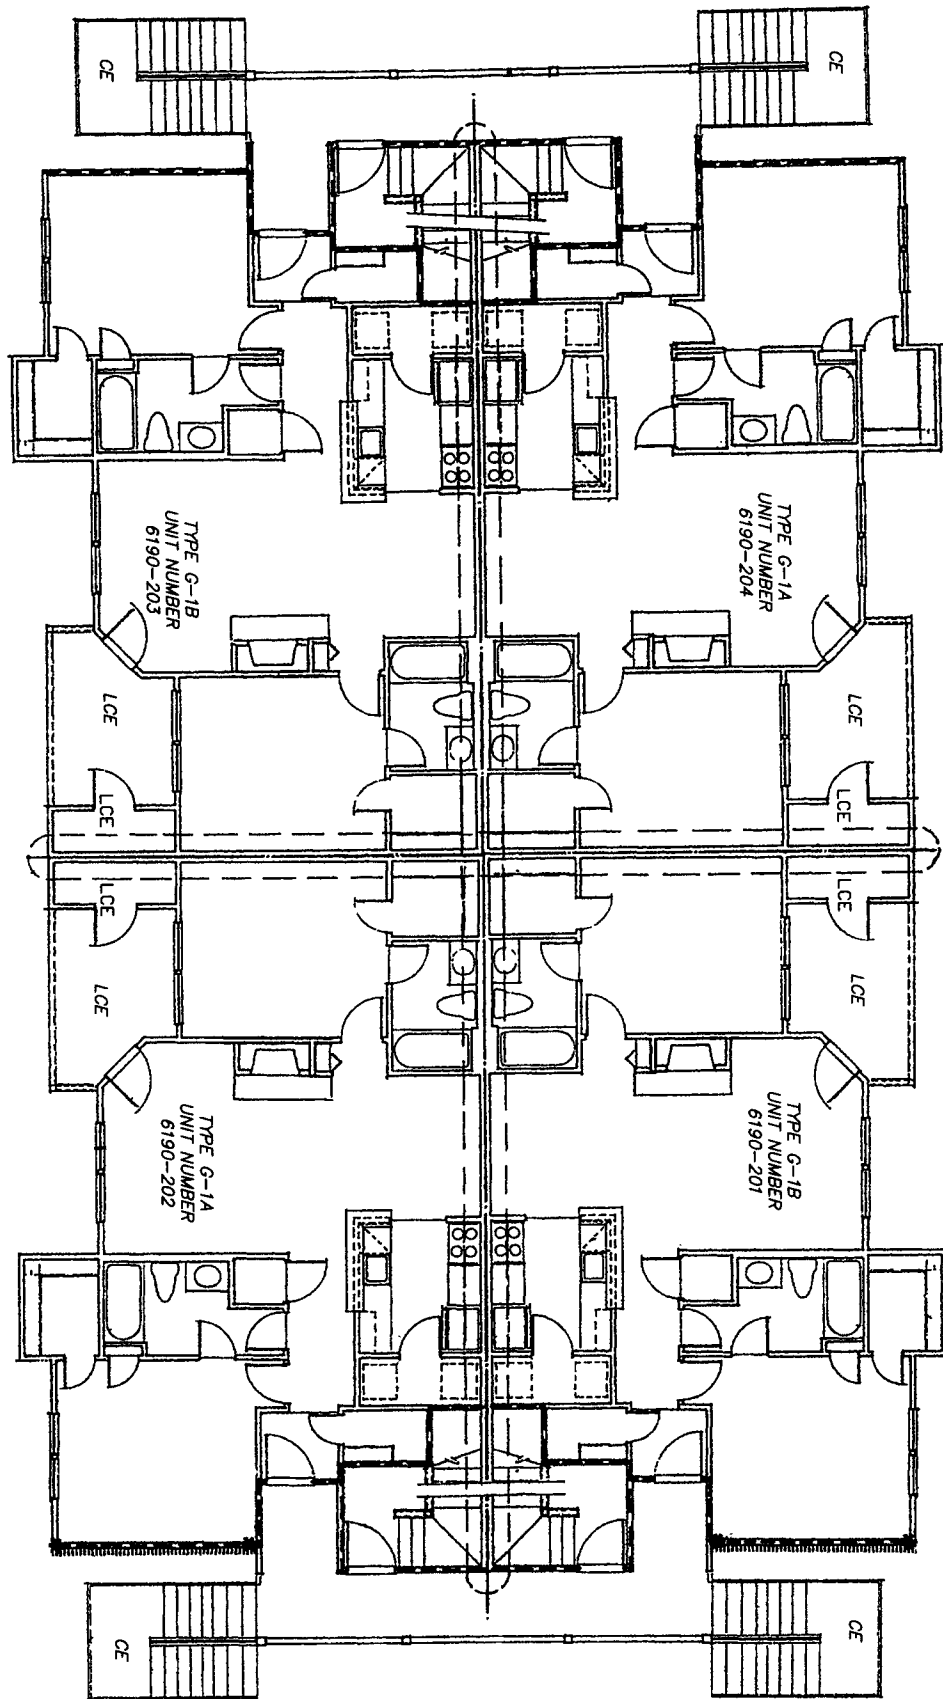 CE
CE
TYPE G-1B
UNIT NUMBER
6190-203
TYPE G-1A
UNIT NUMBER
6190-204
LCE
LCE
LCE
LCE
LCE
LCE
LCE
LCE
TYPE G-1A
UNIT NUMBER
6190-202
TYPE G-1B
UNIT NUMBER
6190-201
CE
CE